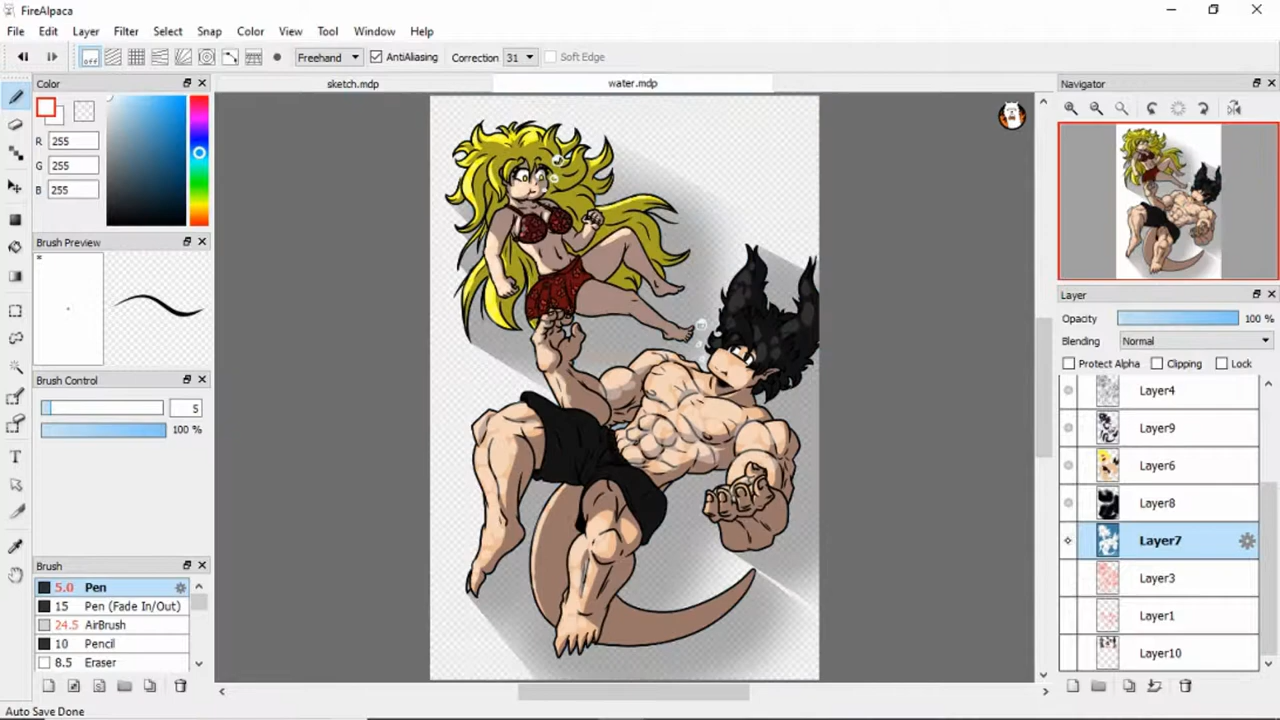 FireAlpaca
File Edit Layer Filter Select Snap Color View Tool Window Help
off Freehand AntiAliasing Correction 31 Soft Edge
Color
sketch.mdp
water.mdp
Navigator
R 255
G 255
B 255
Brush Preview
Layer
Opacity 100 %
Blending Normal
Protect Alpha Clipping Lock
Brush Control
5
100 %
Layer4
Layer9
Layer6
Layer8
Layer7
Layer3
Layer1
Layer10
Brush
5.0 Pen
15 Pen (Fade In/Out)
24.5 AirBrush
10 Pencil
8.5 Eraser
Auto Save Done